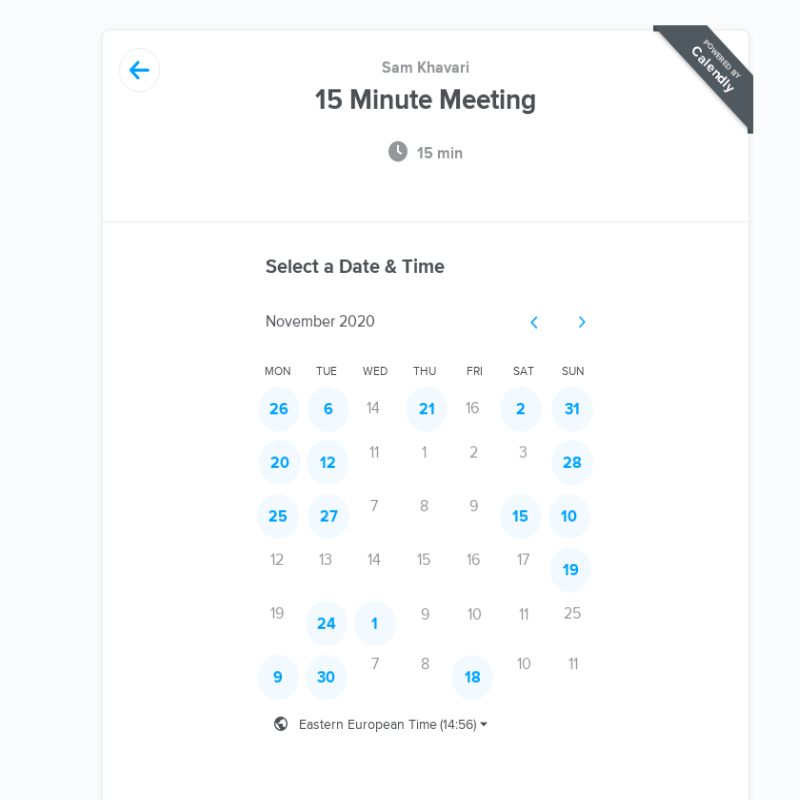 Sam Khavari
POWERED BY
Calendly
15 Minute Meeting
15 min
Select a Date & Time
November 2020
MON TUE WED THU FRI SAT SUN
26 6 14 21 16 2 31
20 12 11 1 2 3 28
25 27 7 8 9 15 10
12 13 14 15 16 17 19
19 24 1 9 10 11 25
9 30 7 8 18 10 11
Eastern European Time (14:56)